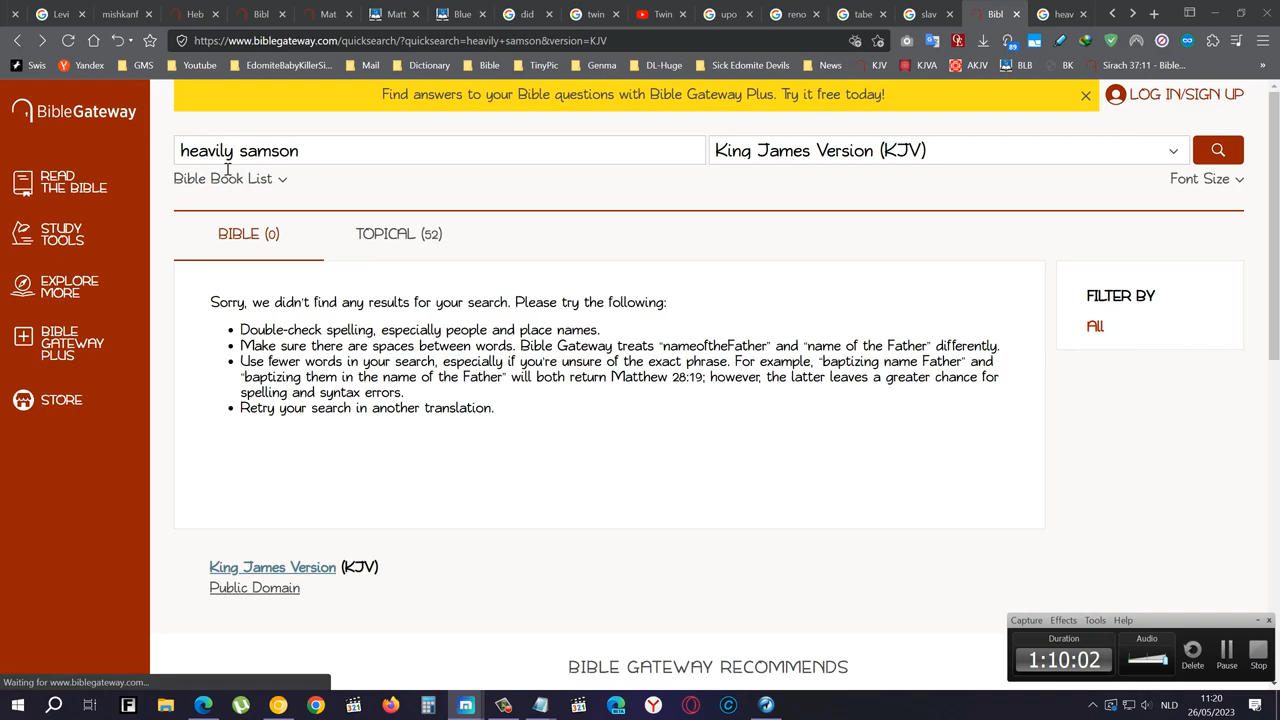 Levi
mishkanf
Heb
Bibl
Mat
Matt
Blue
did
twin
Twin
upo
reno
tabe
slav
Bibl
heav
https://www.biblegateway.com/quicksearch/?quicksearch=heavily+samson&version=KJV
89
Swis
Yandex
GMS
Youtube
EdomiteBabyKillerSi...
Mail
Dictionary
Bible
TinyPic
Genma
DL-Huge
Sick Edomite Devils
News
KJV
KJVA
AKJV
BLB
BK
Sirach 37:11 - Bible...
Find answers to your Bible questions with Bible Gateway Plus. Try it free today!
LOG IN/SIGN UP
BibleGateway
heavily samson
King James Version (KJV)
Bible Book List
Font Size
READ
THE BIBLE
STUDY
TOOLS
EXPLORE
MORE
BIBLE
GATEWAY
PLUS
STORE
BIBLE (0)
TOPICAL (52)
Sorry, we didn't find any results for your search. Please try the following:
Double-check spelling, especially people and place names.
Make sure there are spaces between words. Bible Gateway treats "nameoftheFather" and "name of the Father" differently.
Use fewer words in your search, especially if you're unsure of the exact phrase. For example, "baptizing name Father" and
"baptizing them in the name of the Father" will both return Matthew 28:19; however, the latter leaves a greater chance for
spelling and syntax errors.
Retry your search in another translation.
FILTER BY
All
King James Version (KJV)
Public Domain
BIBLE GATEWAY RECOMMENDS
Capture Effects Tools Help
Duration
1:10:02
Audio
Delete
Pause
Stop
Waiting for www.biblegateway.com...
NLD
11:20
26/05/2023